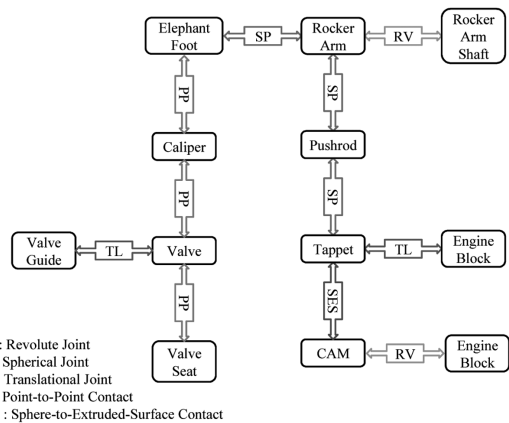 Elephant
Foot
SP
Rocker
Arm
RV
Rocker
Arm
Shaft
PP
SP
Caliper
Pushrod
PP
SP
Valve
Guide
TL
Valve
Tappet
TL
Engine
Block
PP
SES
Valve
Seat
CAM
RV
Engine
Block
: Revolute Joint
Spherical Joint
Translational Joint
Point-to-Point Contact
: Sphere-to-Extruded-Surface Contact